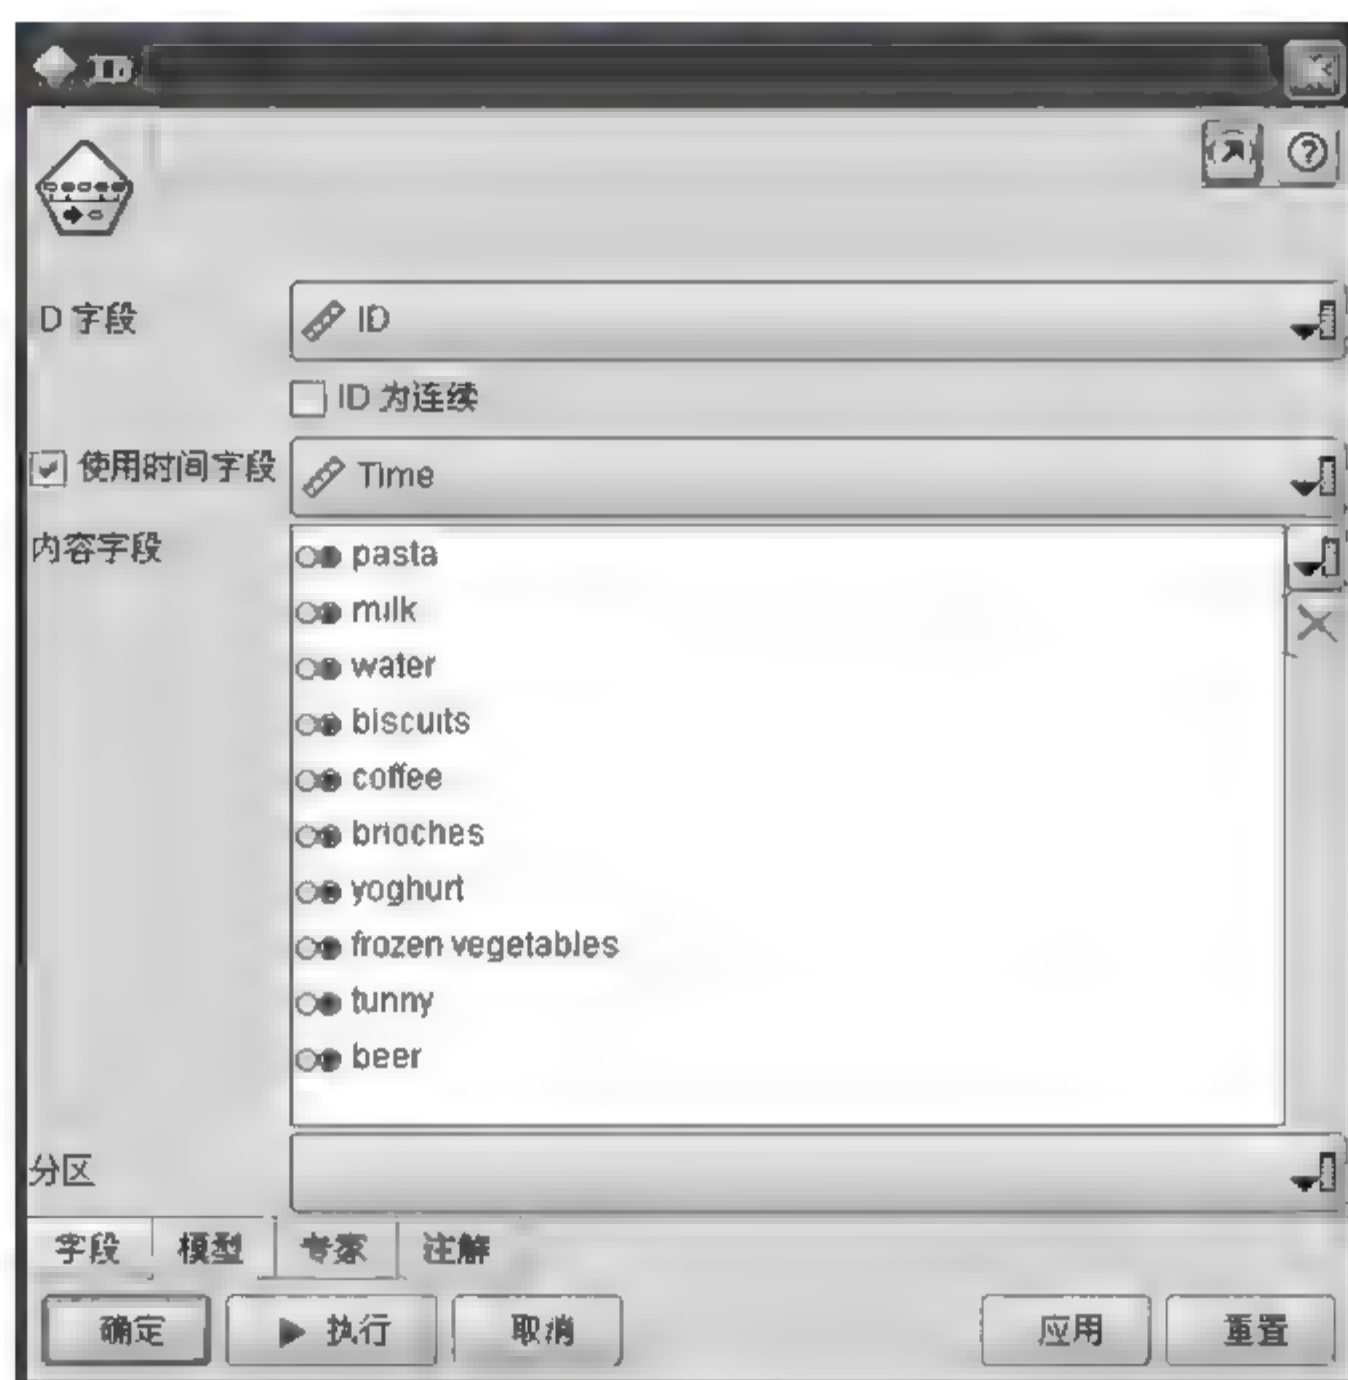 ID
D 字段
ID
ID 为连续
使用时间字段
Time
内容字段
pasta
milk
water
biscuits
coffee
brioches
yoghurt
frozen vegetables
tunny
beer
分区
字段 模型 专家 注解
确定 执行 取消 应用 重置